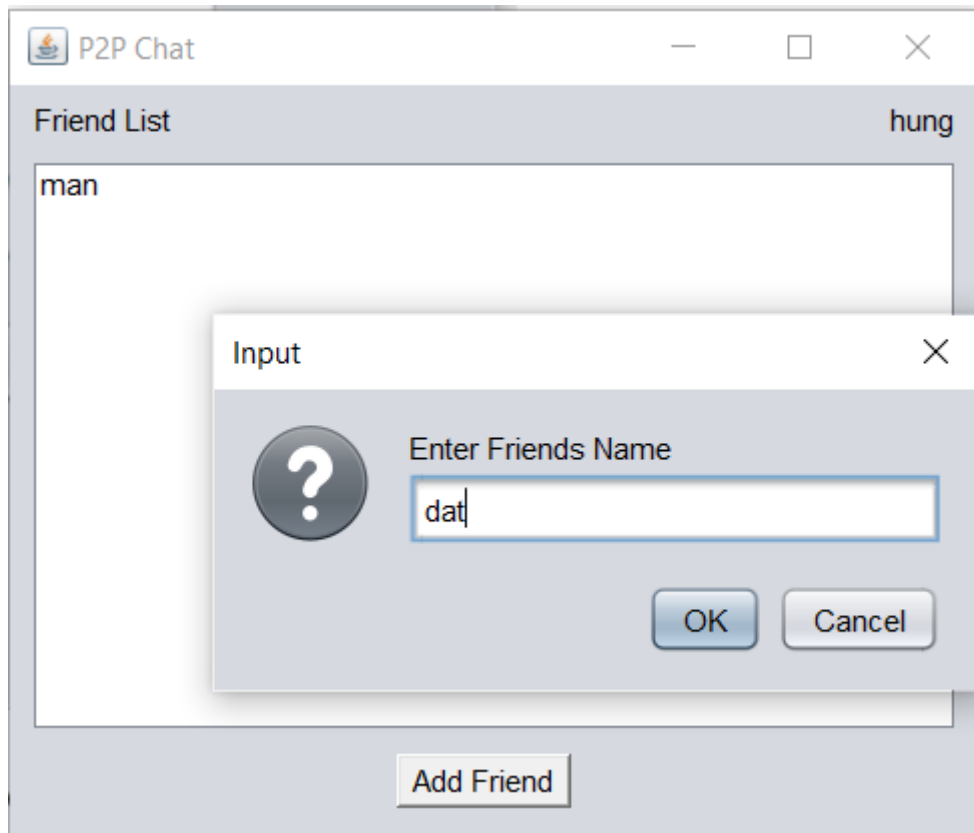 P2P Chat
Friend List hung
man
Input
Enter Friends Name
dat
OK Cancel
Add Friend